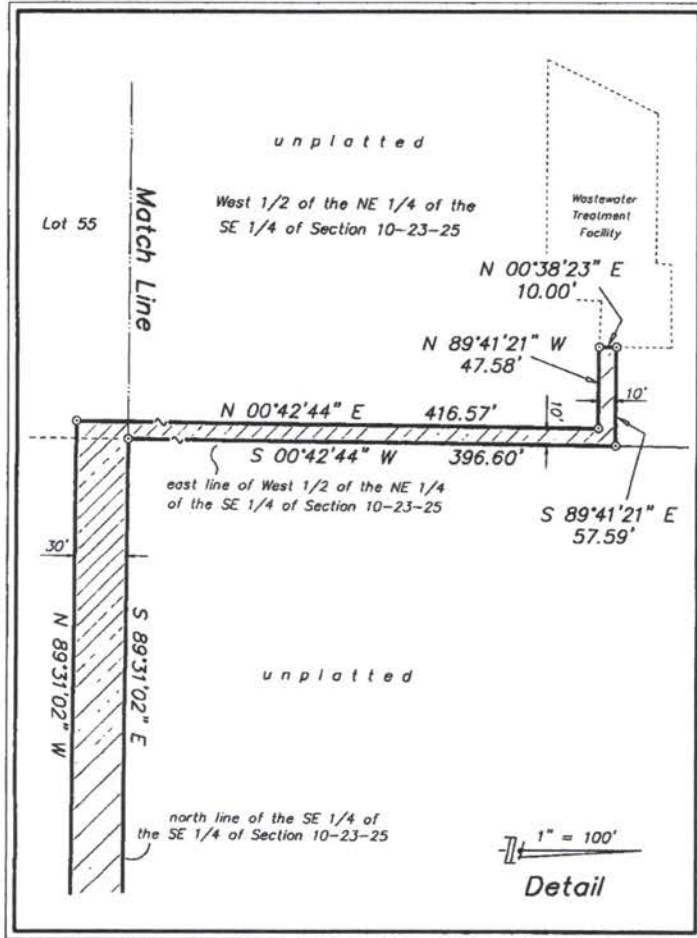 unplatted
West 1/2 of the NE 1/4 of the
SE 1/4 of Section 10-23-25
Lot 55
Match Line
Wastewater
Treatment
Facility
N 00°38'23" E
10.00'
N 89°41'21" W
47.58'
10'
N 00°42'44" E 416.57'
10'
S 00°42'44" W 396.60'
east line of West 1/2 of the NE 1/4
of the SE 1/4 of Section 10-23-25
S 89°41'21" E
57.59'
30'
N 89°31'02" W
S 89°31'02" E
unplatted
north line of the SE 1/4 of
the SE 1/4 of Section 10-23-25
1" = 100'
Detail